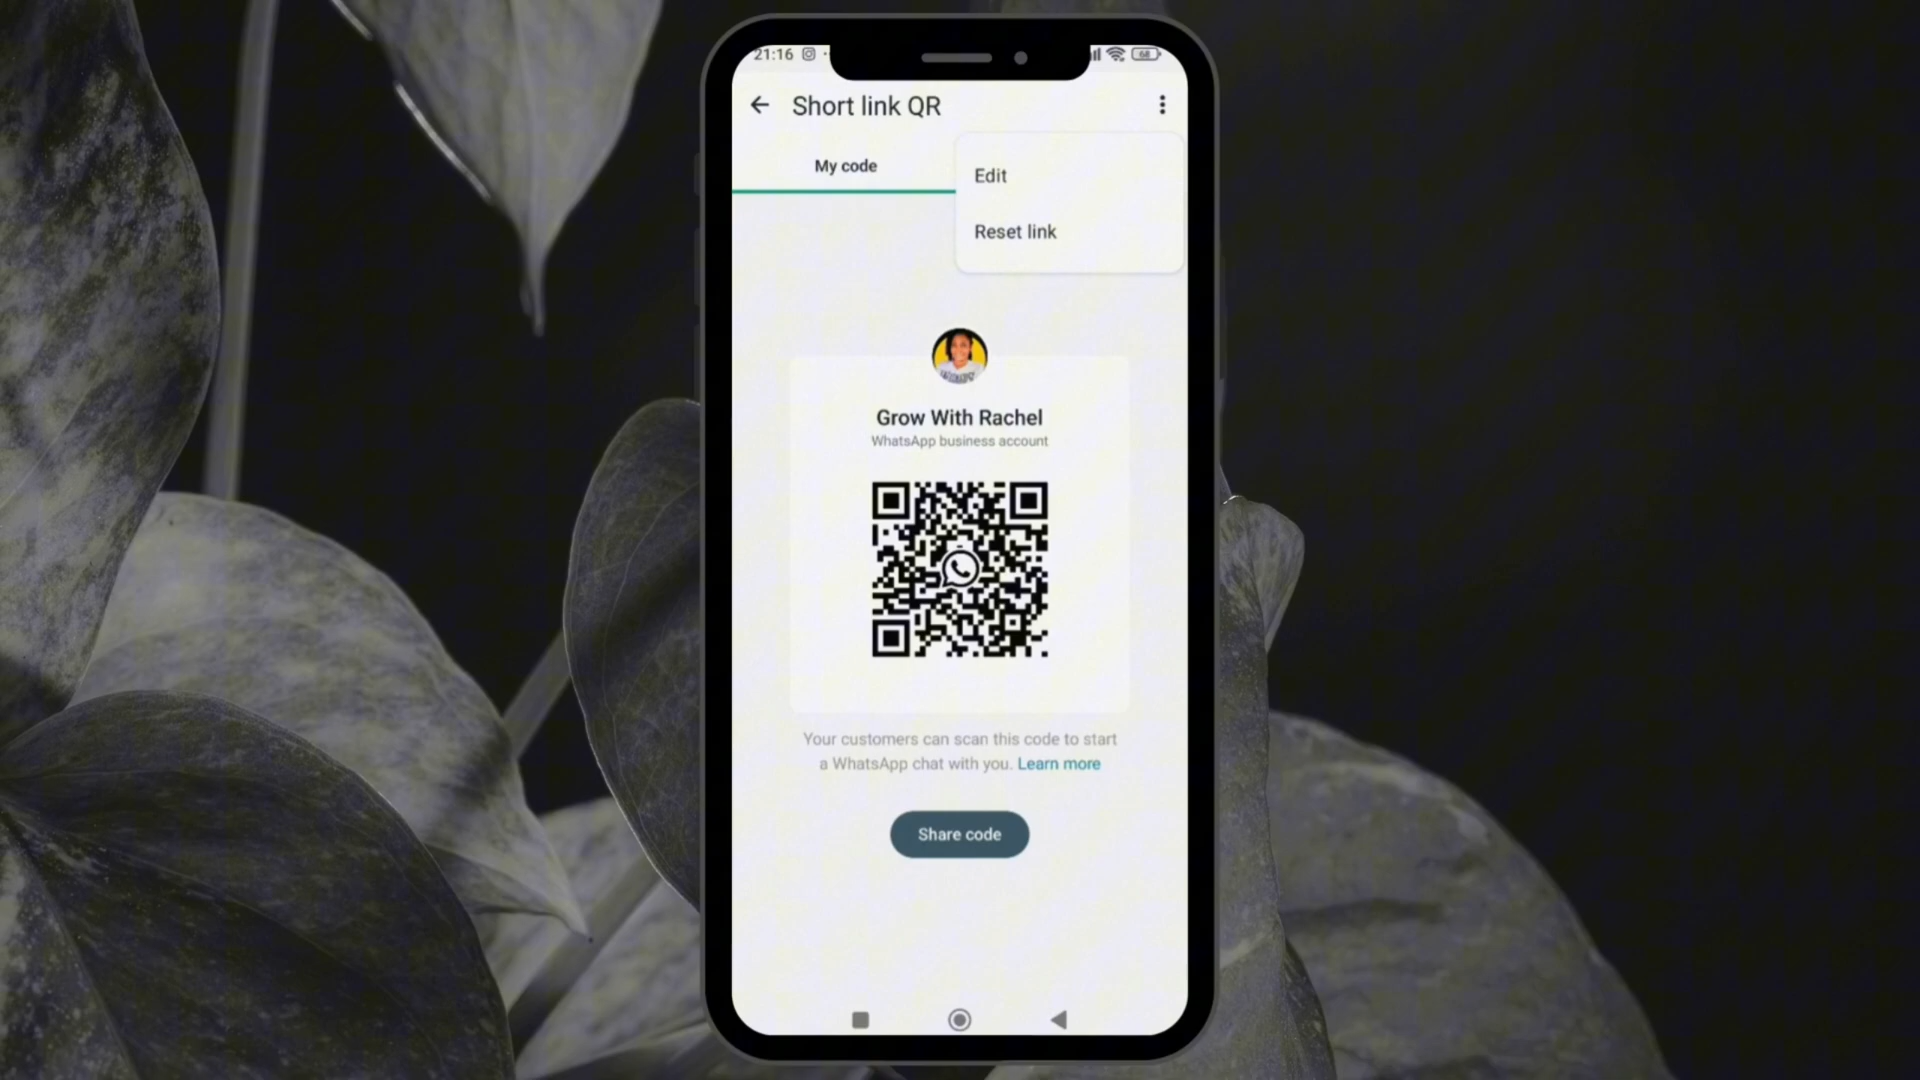 21:16
68
Short link QR
My code
Edit
Reset link
Grow With Rachel
WhatsApp business account
Your customers can scan this code to start
a WhatsApp chat with you. Learn more
Share code